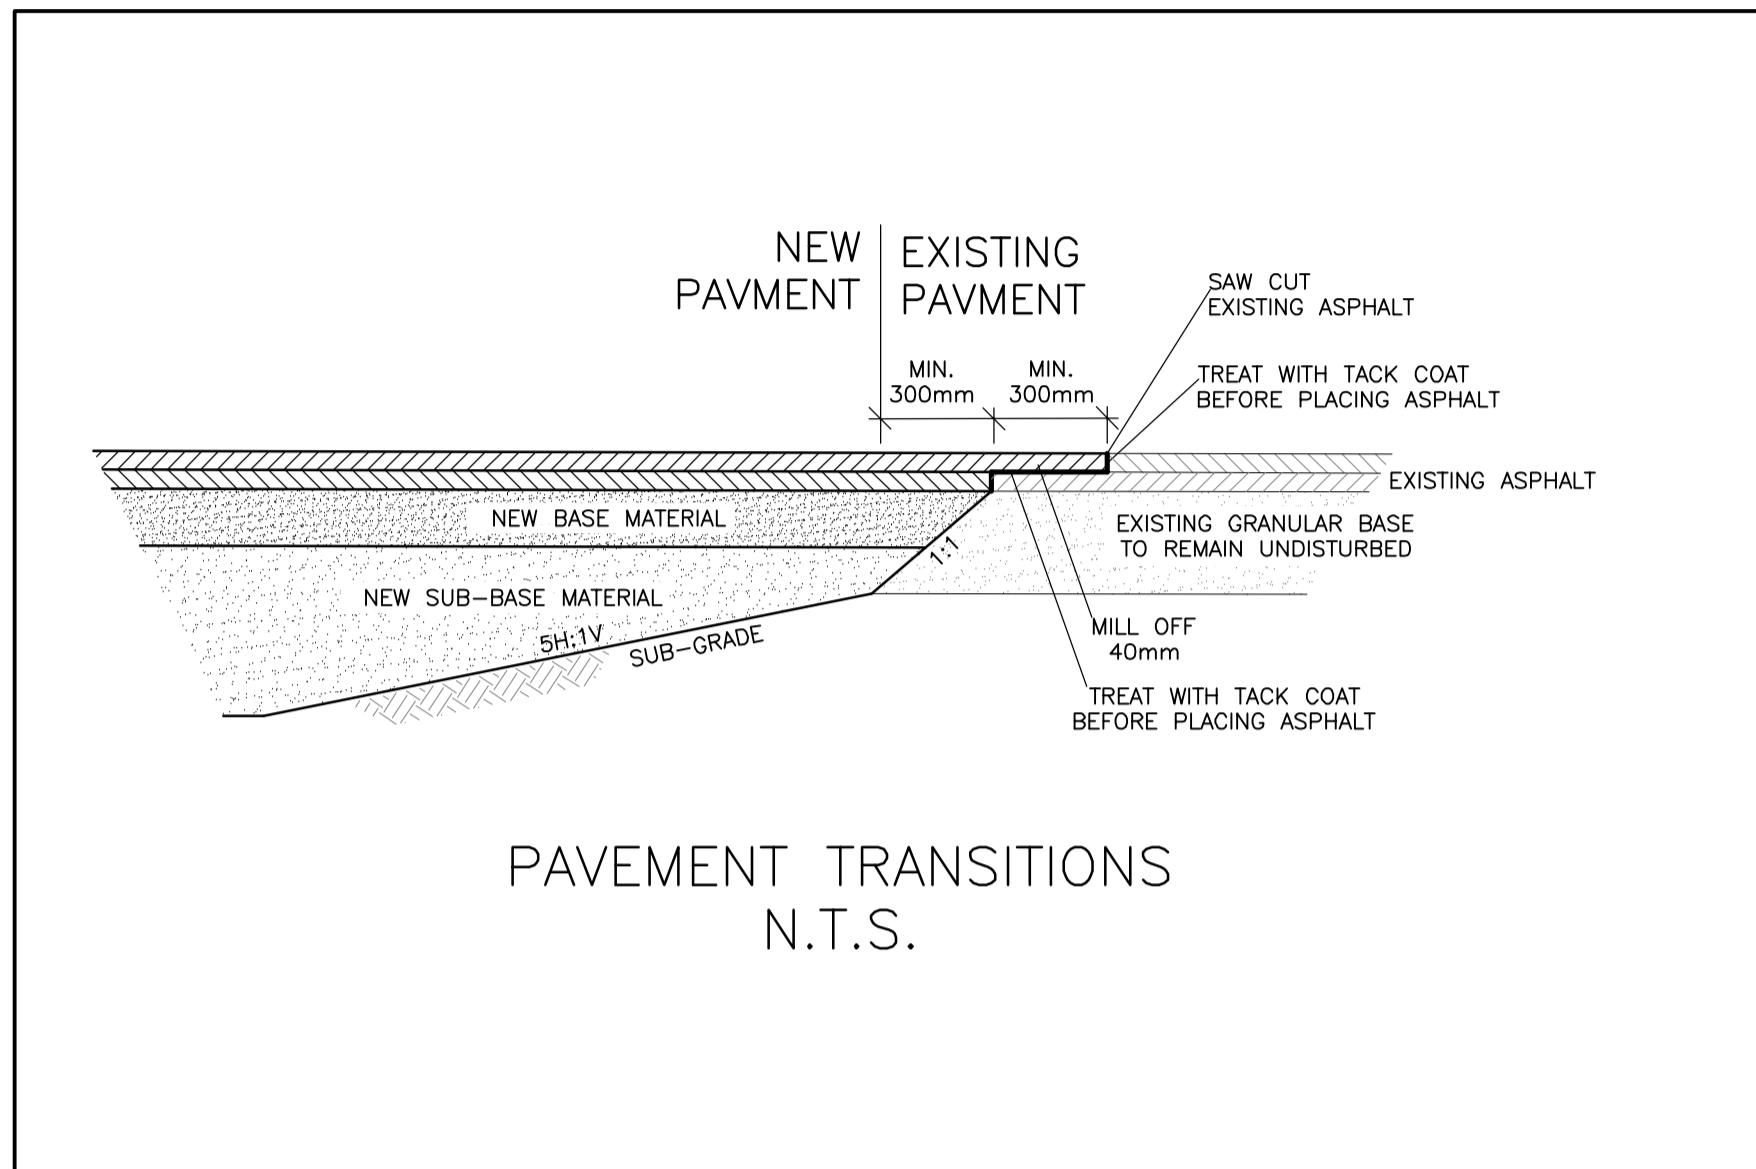 NEW
PAVMENT
EXISTING
PAVMENT
SAW CUT
EXISTING ASPHALT
MIN.
300mm
MIN.
300mm
TREAT WITH TACK COAT
BEFORE PLACING ASPHALT
EXISTING ASPHALT
NEW BASE MATERIAL
EXISTING GRANULAR BASE
TO REMAIN UNDISTURBED
1:1
NEW SUB-BASE MATERIAL
5H:1V
SUB-GRADE
MILL OFF
40mm
TREAT WITH TACK COAT
BEFORE PLACING ASPHALT
PAVEMENT TRANSITIONS
N.T.S.